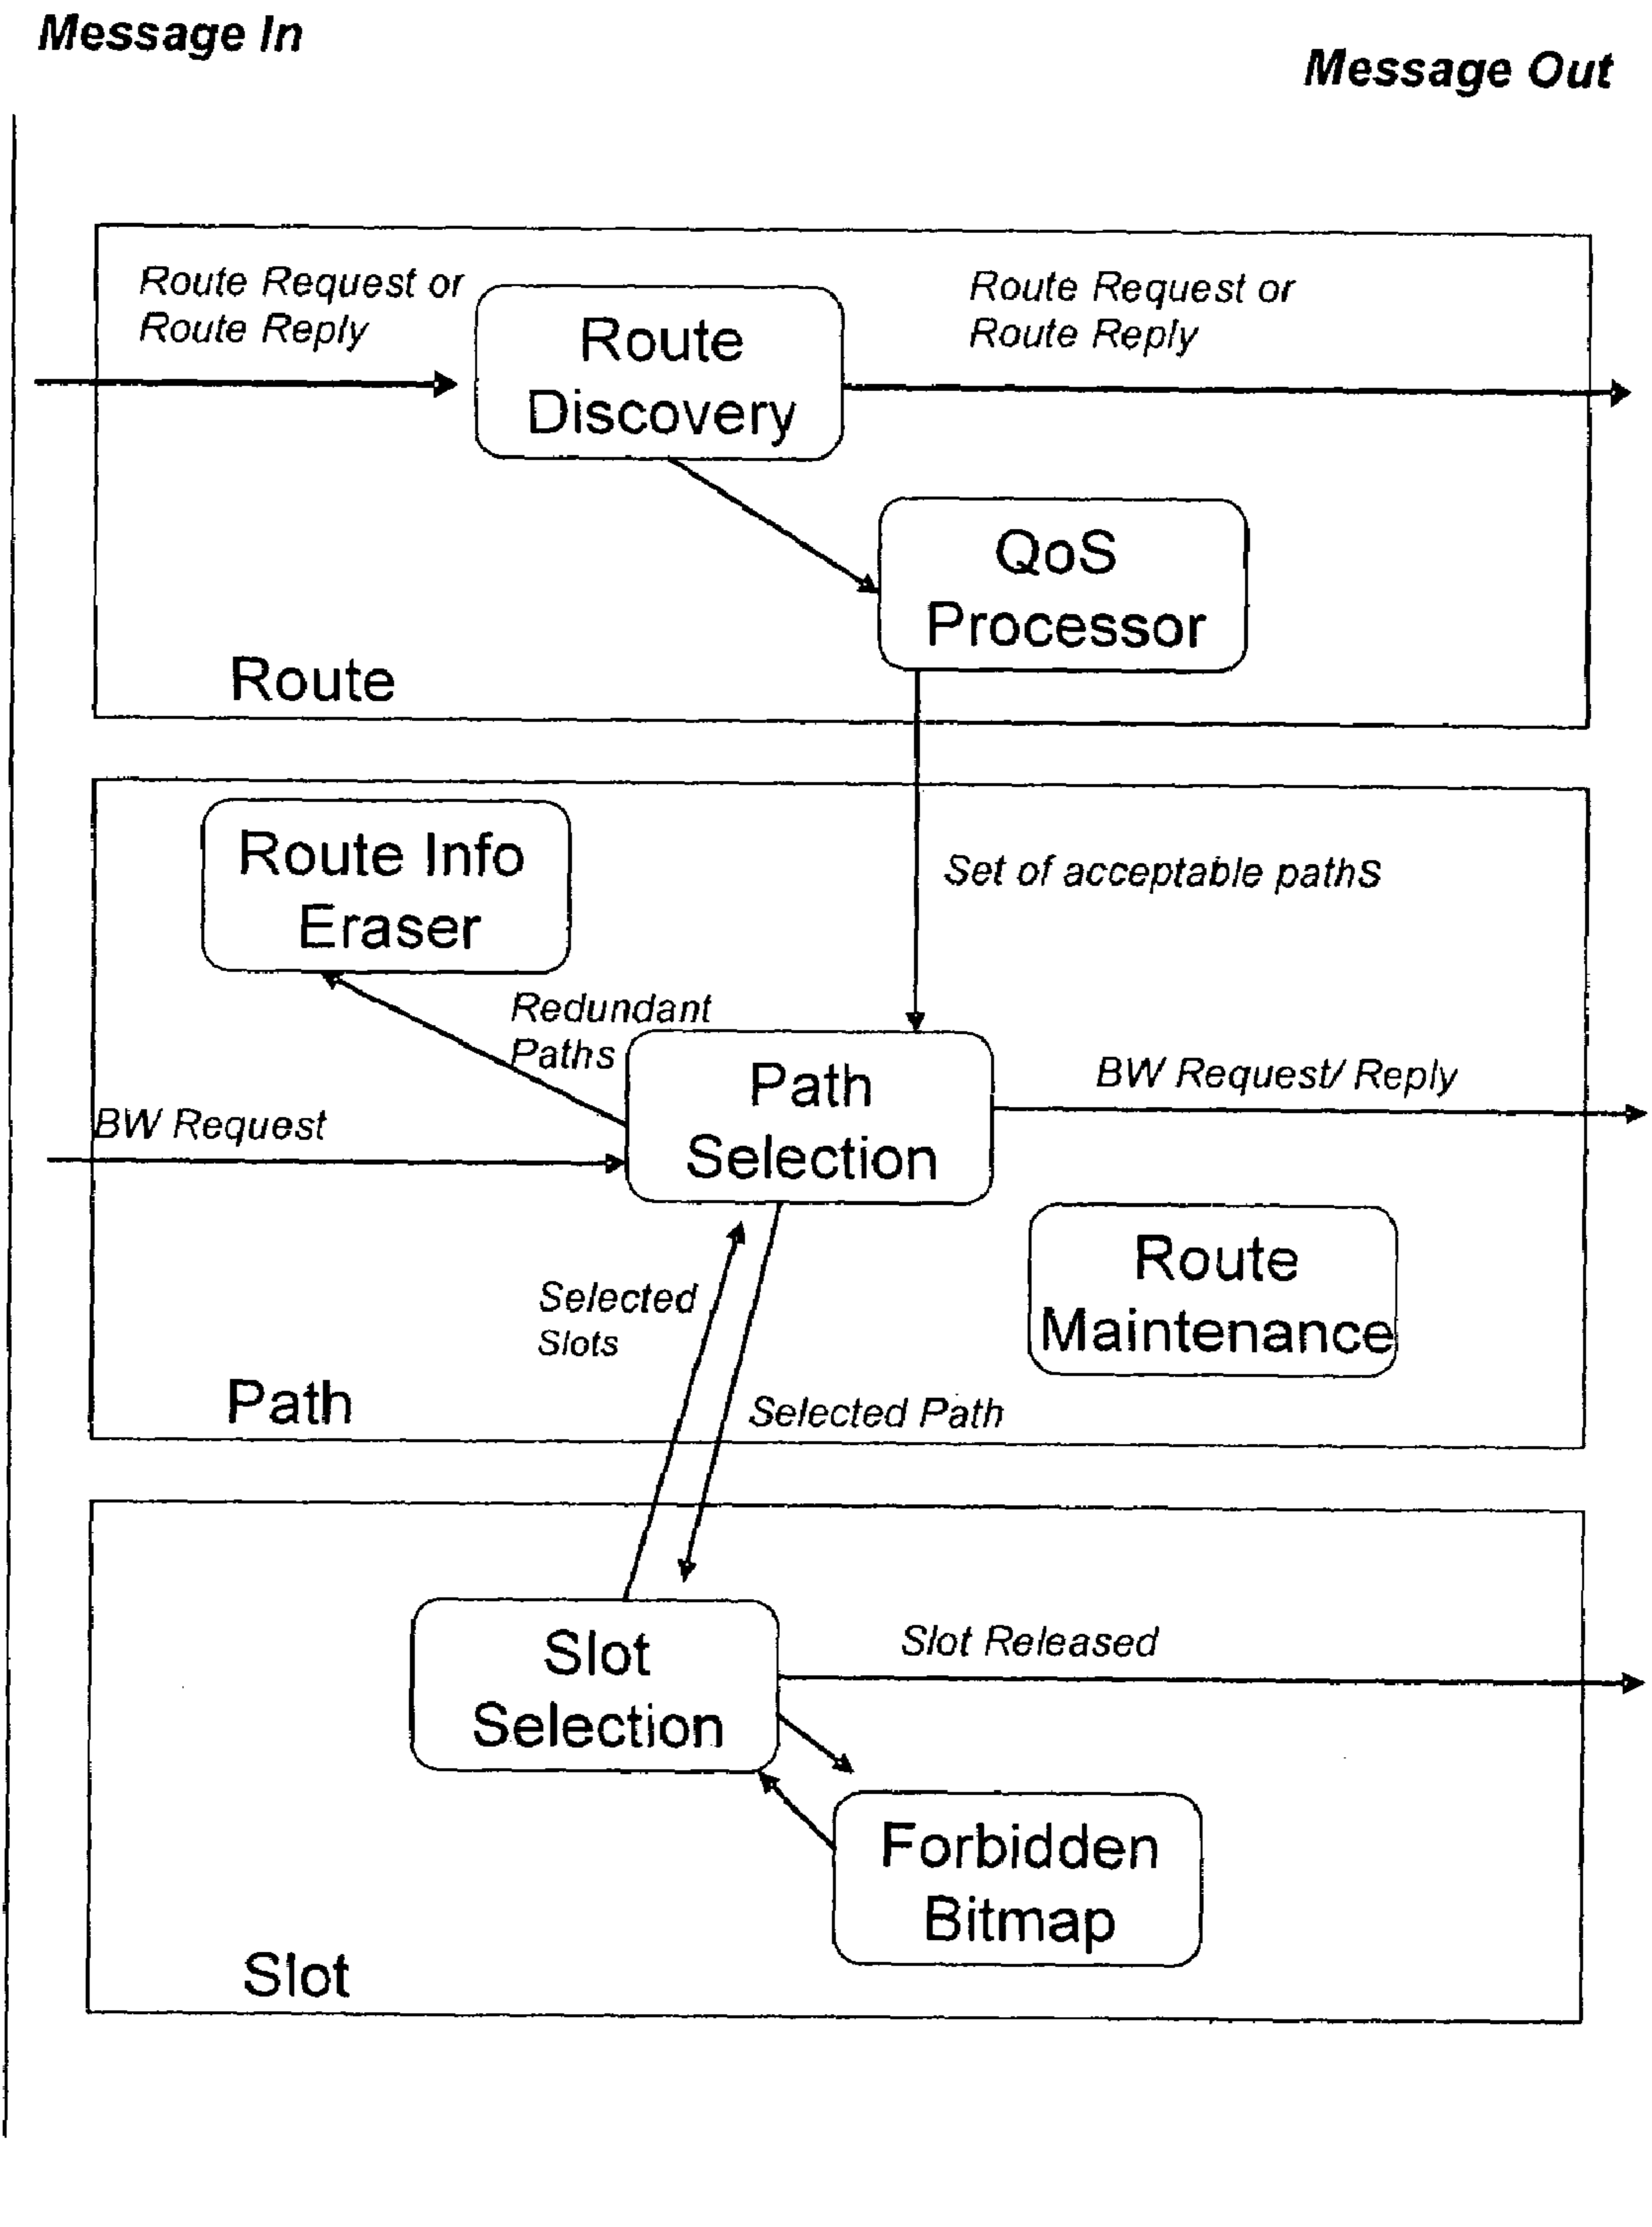 Message In
Message Out
Route Request or
Route Reply
Route
Discovery
Route Request or
Route Reply
QoS
Processor
Route
Route Info
Eraser
Set of acceptable pathS
Redundant
Paths
Path
Selection
BW Request/ Reply
BW Request
Route
Maintenance
Selected
Slots
Path
Selected Path
Slot
Selection
Slot Released
Forbidden
Bitmap
Slot